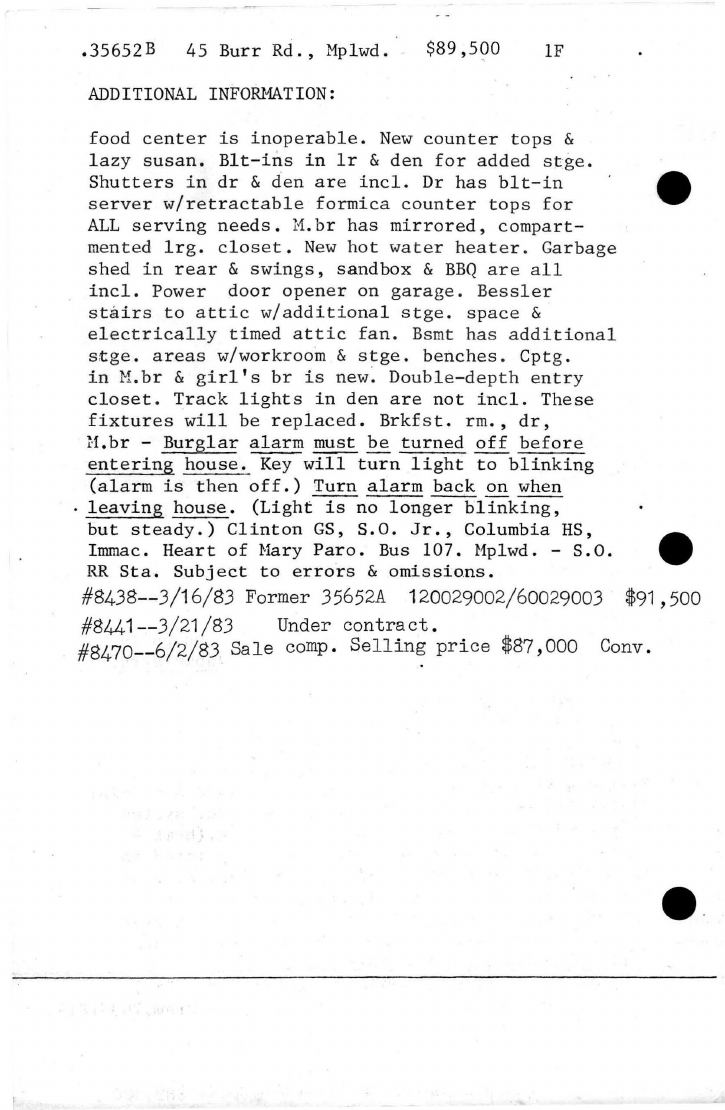 .35652B 45 Burr Rd., Mplwd. $89,500 1F
ADDITIONAL INFORMATION:
food center is inoperable. New counter tops &
lazy susan. Blt-ins in lr & den for added stge.
Shutters in dr & den are incl. Dr has blt-in
server w/retractable formica counter tops for
ALL serving needs. M.br has mirrored, compart-
mented lrg. closet. New hot water heater. Garbage
shed in rear & swings, sandbox & BBQ are all
incl. Power door opener on garage. Bessler
stairs to attic w/additional stge. space &
electrically timed attic fan. Bsmt has additional
stge. areas w/workroom & stge. benches. Cptg.
in M.br & girl's br is new. Double-depth entry
closet. Track lights in den are not incl. These
fixtures will be replaced. Brkfst. rm., dr,
M.br - Burglar alarm must be turned off before
entering house. Key will turn light to blinking
(alarm is then off.) Turn alarm back on when
leaving house. (Light is no longer blinking,
but steady.) Clinton GS, S.O. Jr., Columbia HS,
Immac. Heart of Mary Paro. Bus 107. Mplwd. - S.O.
RR Sta. Subject to errors & omissions.
#8438--3/16/83 Former 35652A 120029002/60029003 $91,500
#8441--3/21/83 Under contract.
#8470--6/2/83 Sale comp. Selling price $87,000 Conv.